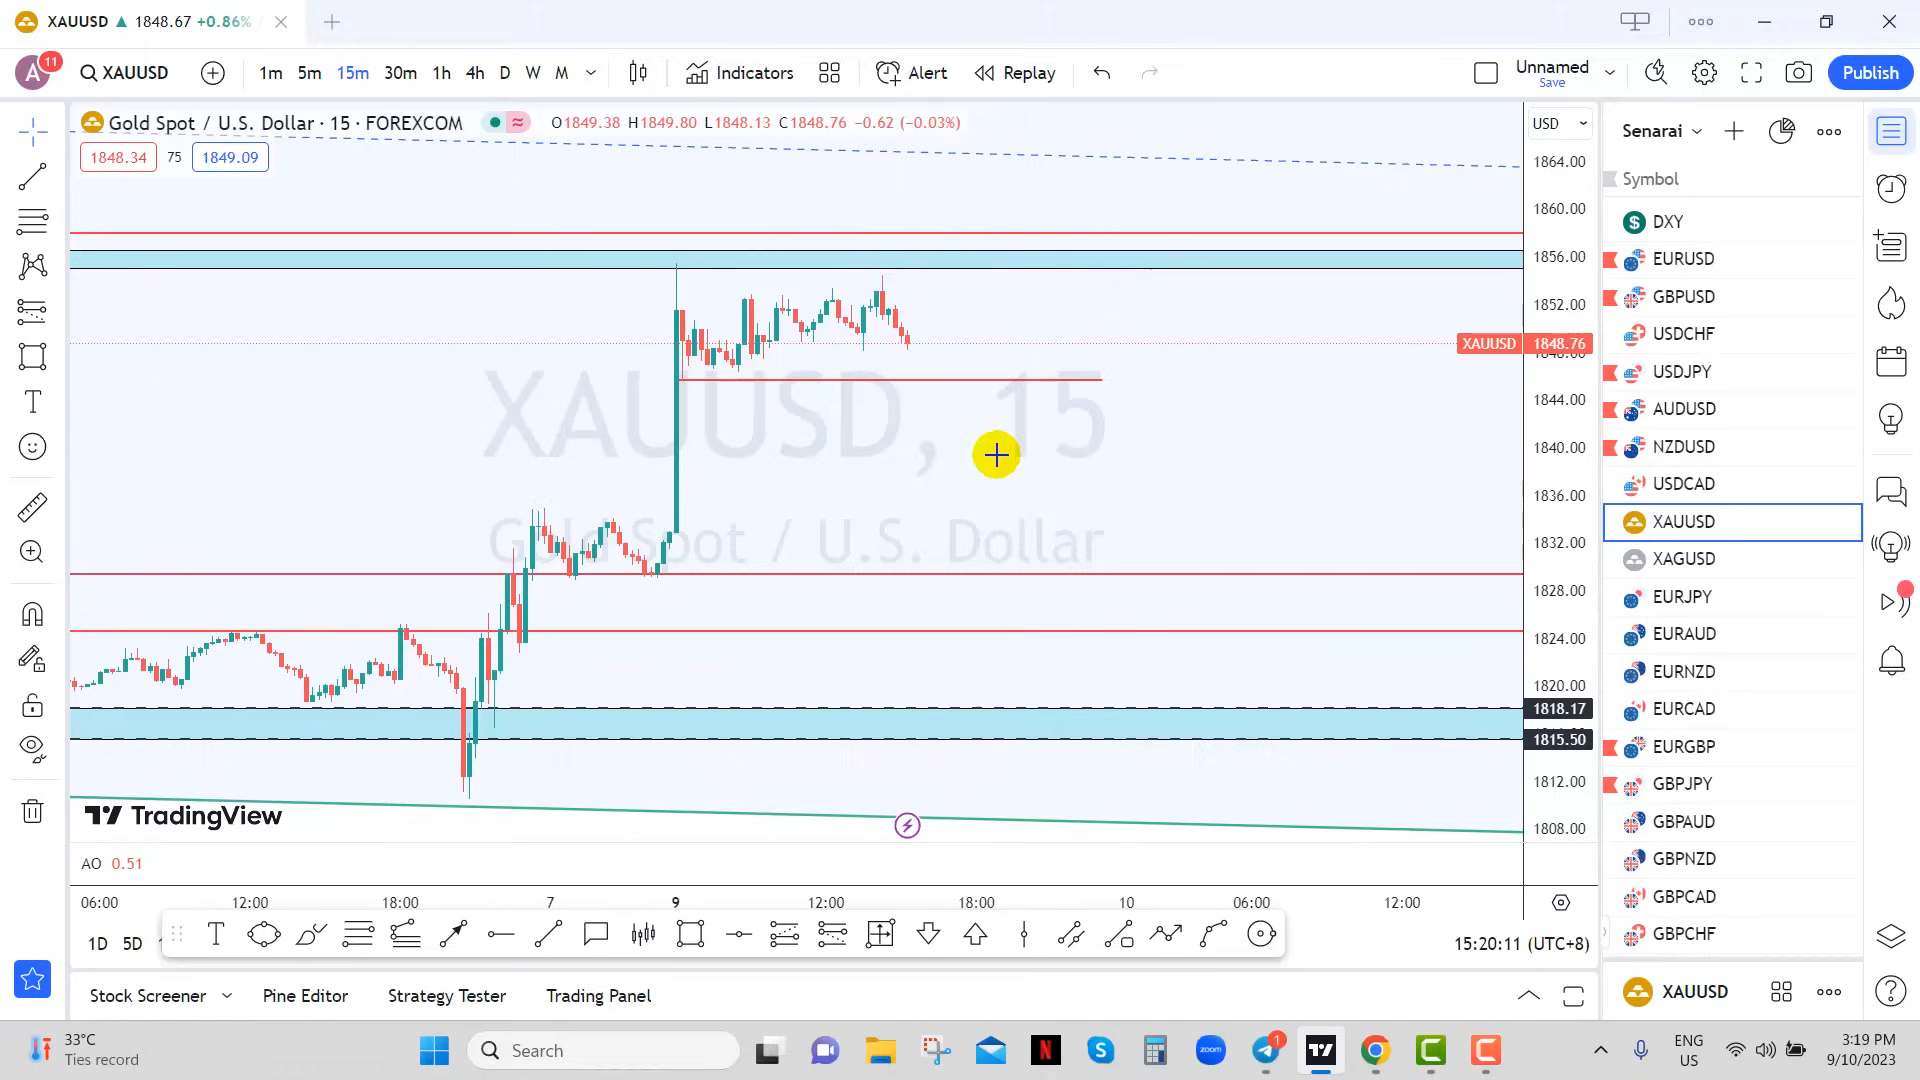 XAUUSD ▲ 1848.67 +0.86%
A 11 XAUUSD 1m 5m 15m 30m 1h 4h D W M Indicators Alert Replay Unnamed Save Publish
Gold Spot / U.S. Dollar · 15 · FOREXCOM O1849.38 H1849.80 L1848.13 C1848.76 −0.62 (−0.03%)
1848.34 75 1849.09
USD
1864.00
1860.00
1856.00
1852.00
XAUUSD 1848.76
1844.00
1840.00
1836.00
1832.00
1828.00
1824.00
1820.00
1818.17
1815.50
1812.00
1808.00
XAUUSD, 15
Gold Spot / U.S. Dollar
TradingView
AO 0.51
06:00 12:00 18:00 7 9 12:00 18:00 10 06:00 12:00
1D 5D
15:20:11 (UTC+8)
Stock Screener Pine Editor Strategy Tester Trading Panel
Senarai
Symbol
DXY
EURUSD
GBPUSD
USDCHF
USDJPY
AUDUSD
NZDUSD
USDCAD
XAUUSD
XAGUSD
EURJPY
EURAUD
EURNZD
EURCAD
EURGBP
GBPJPY
GBPAUD
GBPNZD
GBPCAD
GBPCHF
XAUUSD
33°C
Ties record
Search
zoom
1
ENG
US
3:19 PM
9/10/2023